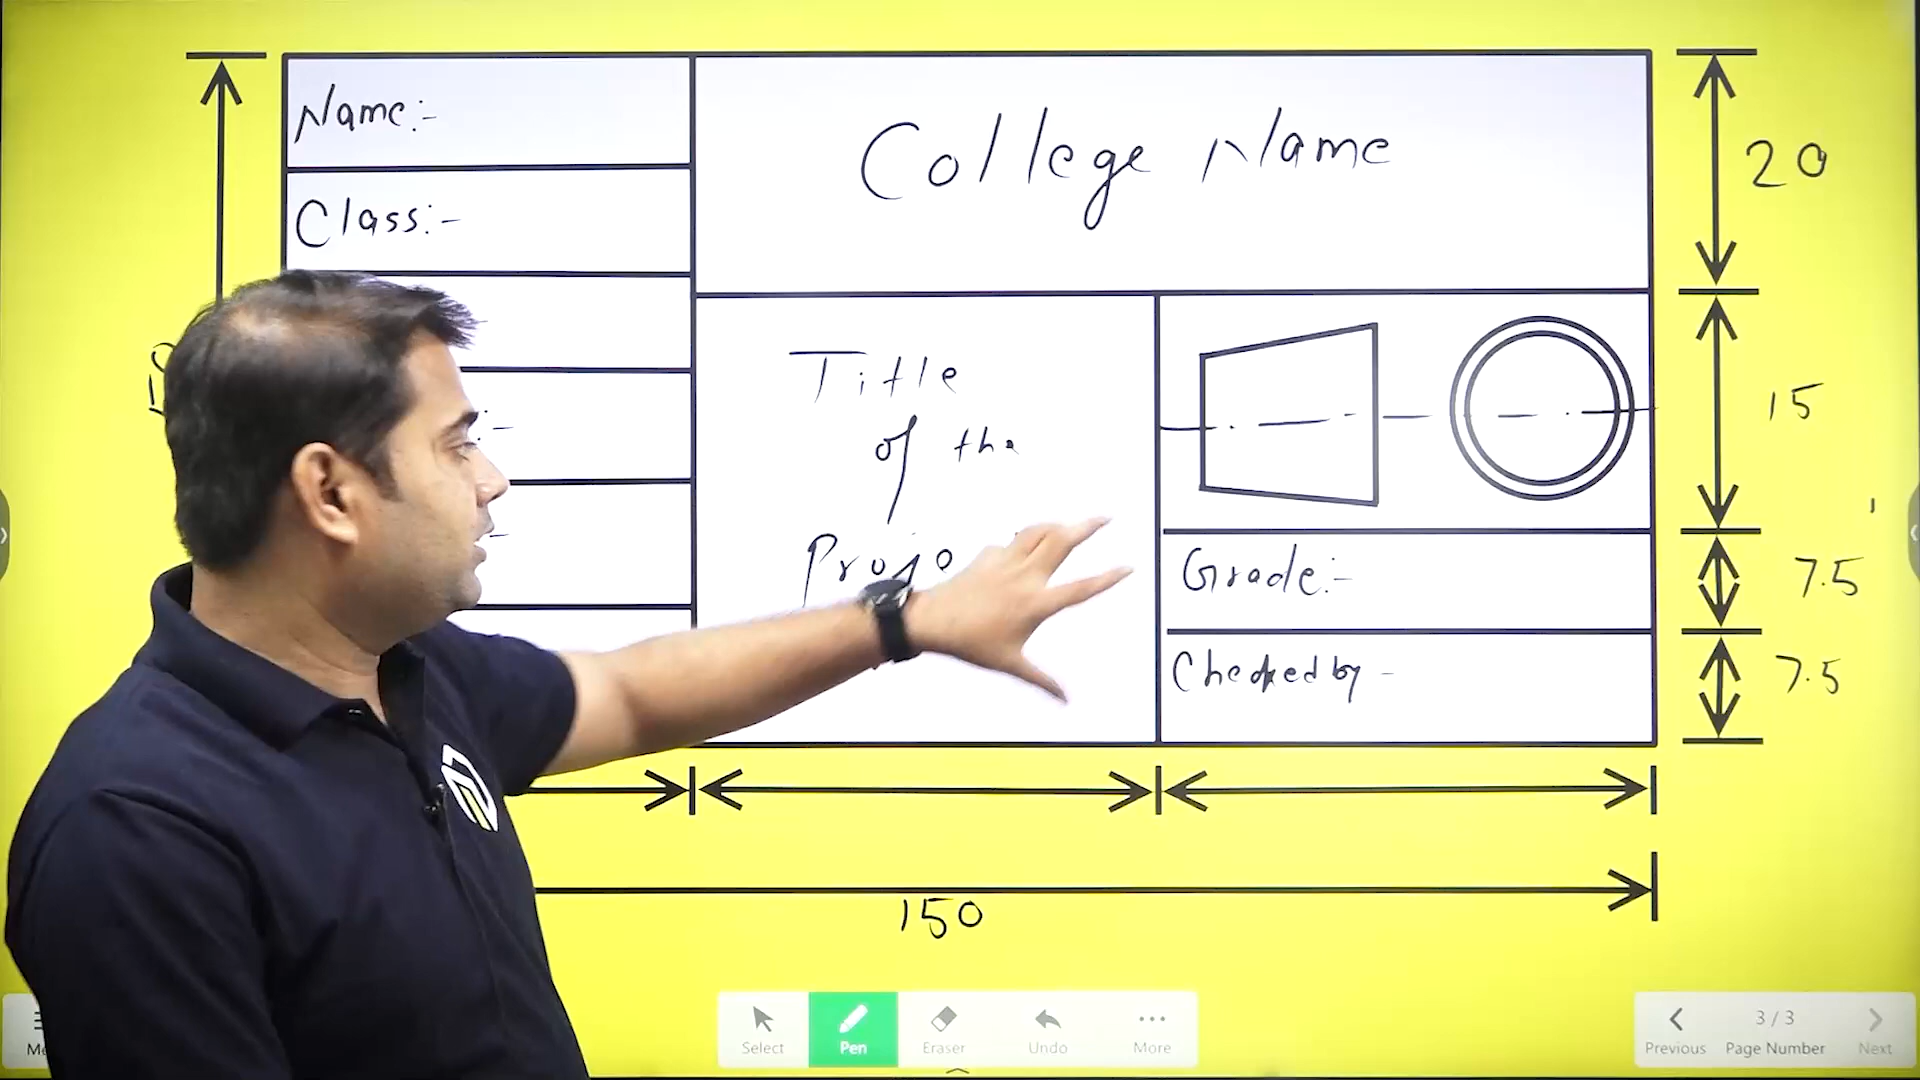 Name:-
Class:-
College Name
Title
of the
Grade:-
Checked by -
20
15
7.5
7.5
150
Select
Pen
Eraser
Undo
More
Previous
3 / 3
Page Number
Next